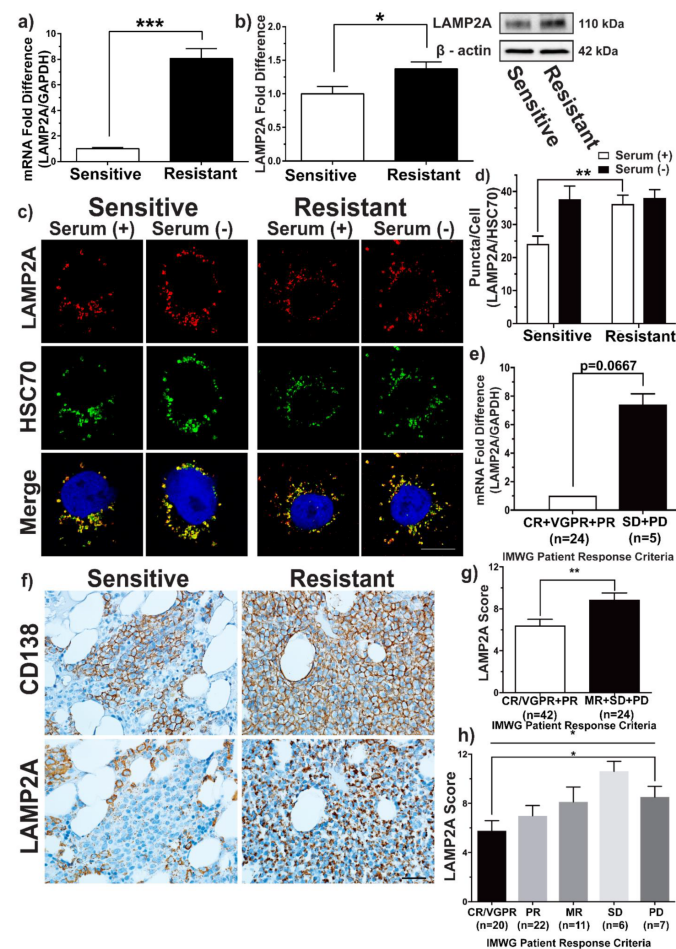 a)
mRNA Fold Difference
(LAMP2A/GAPDH)
10
8
6
4
2
0
***
Sensitive
Resistant
b)
LAMP2A Fold Difference
2.0
1.5
1.0
0.5
0.0
*
Sensitive
Resistant
LAMP2A
110 kDa
β - actin
42 kDa
Sensitive
Resistant
c)
Sensitive
Resistant
Serum (+)
Serum (-)
Serum (+)
Serum (-)
LAMP2A
HSC70
Merge
d)
Serum (+)
Serum (-)
Puncta/Cell
(LAMP2A/HSC70)
40
30
20
10
0
**
Sensitive
Resistant
e)
mRNA Fold Difference
(LAMP2A/GAPDH)
10
8
6
4
2
0
p=0.0667
CR+VGPR+PR
(n=24)
SD+PD
(n=5)
IMWG Patient Response Criteria
f)
Sensitive
Resistant
CD138
LAMP2A
g)
LAMP2A Score
12
9
6
3
0
**
CR/VGPR+PR
(n=42)
MR+SD+PD
(n=24)
IMWG Patient Response Criteria
h)
LAMP2A Score
12
8
4
0
*
*
CR/VGPR
(n=20)
PR
(n=22)
MR
(n=11)
SD
(n=6)
PD
(n=7)
IMWG Patient Response Criteria